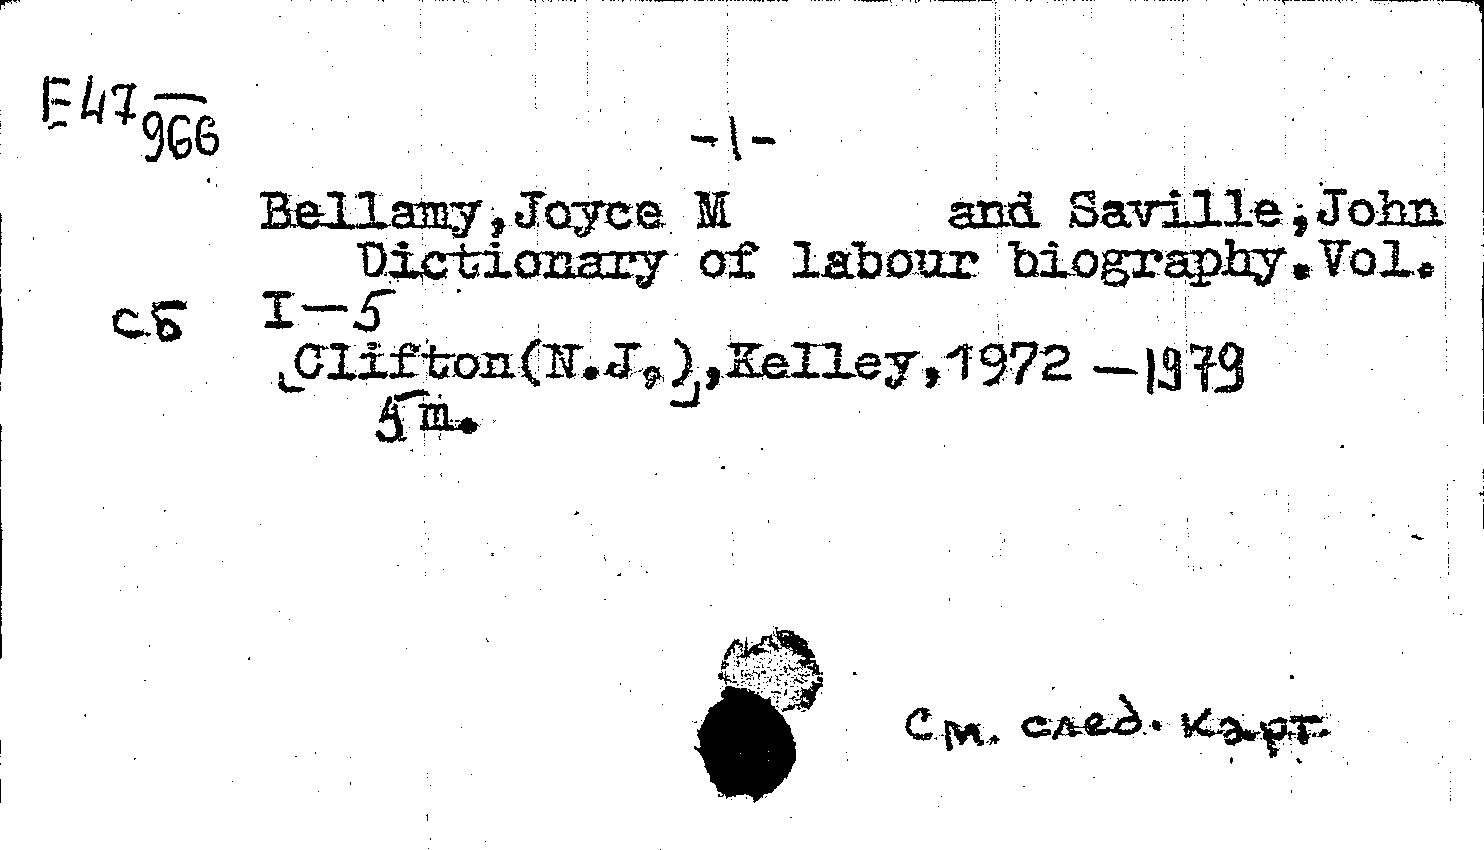 E 47 966
-1-
Bellamy,Joyce M and Saville,John
Dictionary of labour biography.Vol.
сб I—5
Clifton(N.J.),Kelley,1972 —1979
5 m.
См. след. карт.